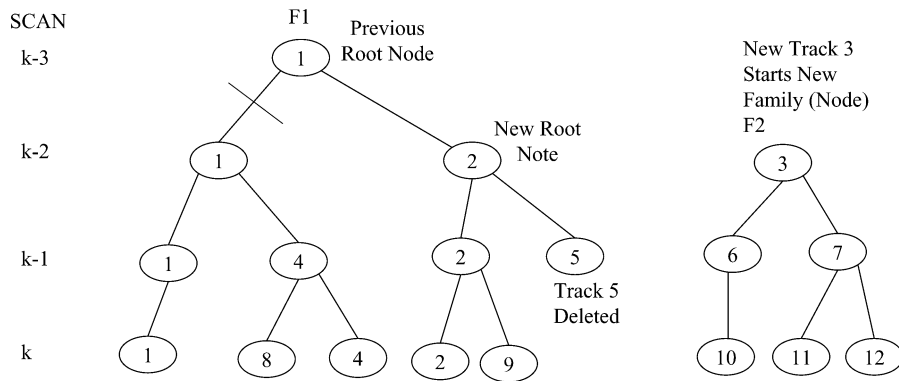 SCAN
F1
Previous
Root Node
k-3
1
New Track 3
Starts New
Family (Node)
F2
k-2
1
2
New Root
Note
3
k-1
1
4
2
5
6
7
Track 5
Deleted
k
1
8
4
2
9
10
11
12